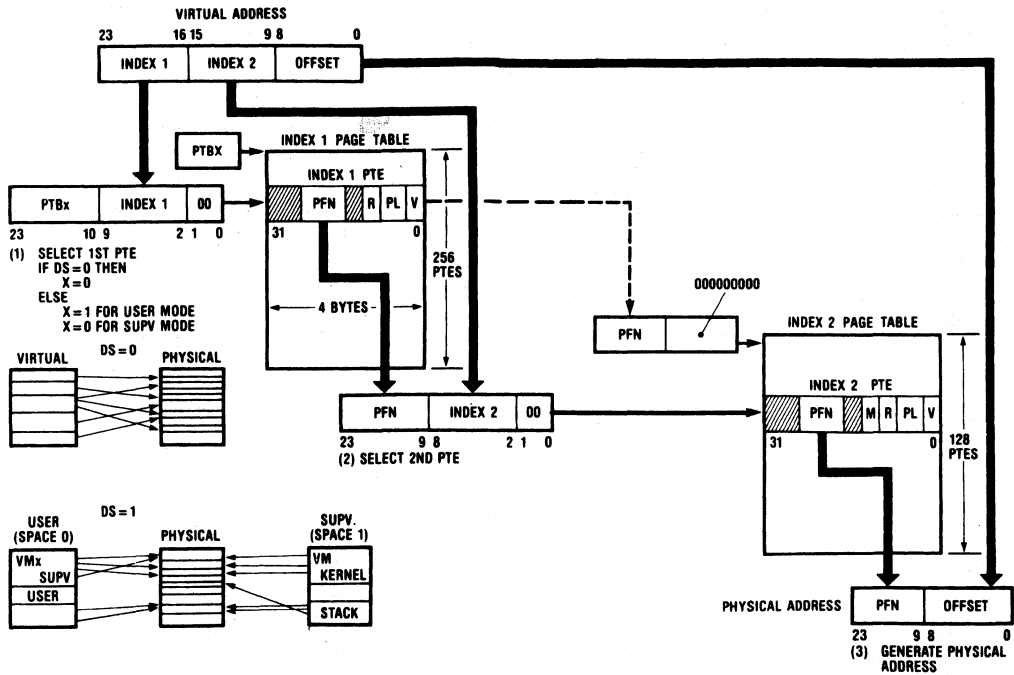 VIRTUAL ADDRESS
23 16 15 9 8 0
INDEX 1 INDEX 2 OFFSET
PTBX
INDEX 1 PAGE TABLE
INDEX 1 PTE
PTBx INDEX 1 00
PFN R PL V
23 10 9 2 1 0
31 0
256
PTES
(1) SELECT 1ST PTE
IF DS=0 THEN
X=0
ELSE
X=1 FOR USER MODE
X=0 FOR SUPV MODE
4 BYTES
000000000
PFN
INDEX 2 PAGE TABLE
DS=0
VIRTUAL PHYSICAL
INDEX 2 PTE
PFN INDEX 2 00
PFN M R PL V
23 9 8 2 1 0
31 0
128
PTES
(2) SELECT 2ND PTE
DS=1
USER
(SPACE 0)
PHYSICAL
SUPV.
(SPACE 1)
VMx
SUPV
USER
VM
KERNEL
STACK
PHYSICAL ADDRESS PFN OFFSET
23 9 8 0
(3) GENERATE PHYSICAL
ADDRESS